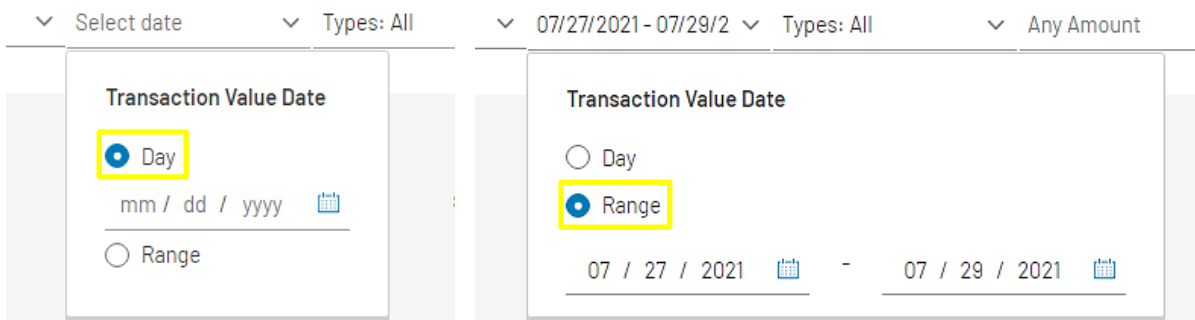 Select date Types: All
Transaction Value Date
Day
mm / dd / yyyy
Range
07/27/2021 - 07/29/2 Types: All Any Amount
Transaction Value Date
Day
Range
07 / 27 / 2021 - 07 / 29 / 2021